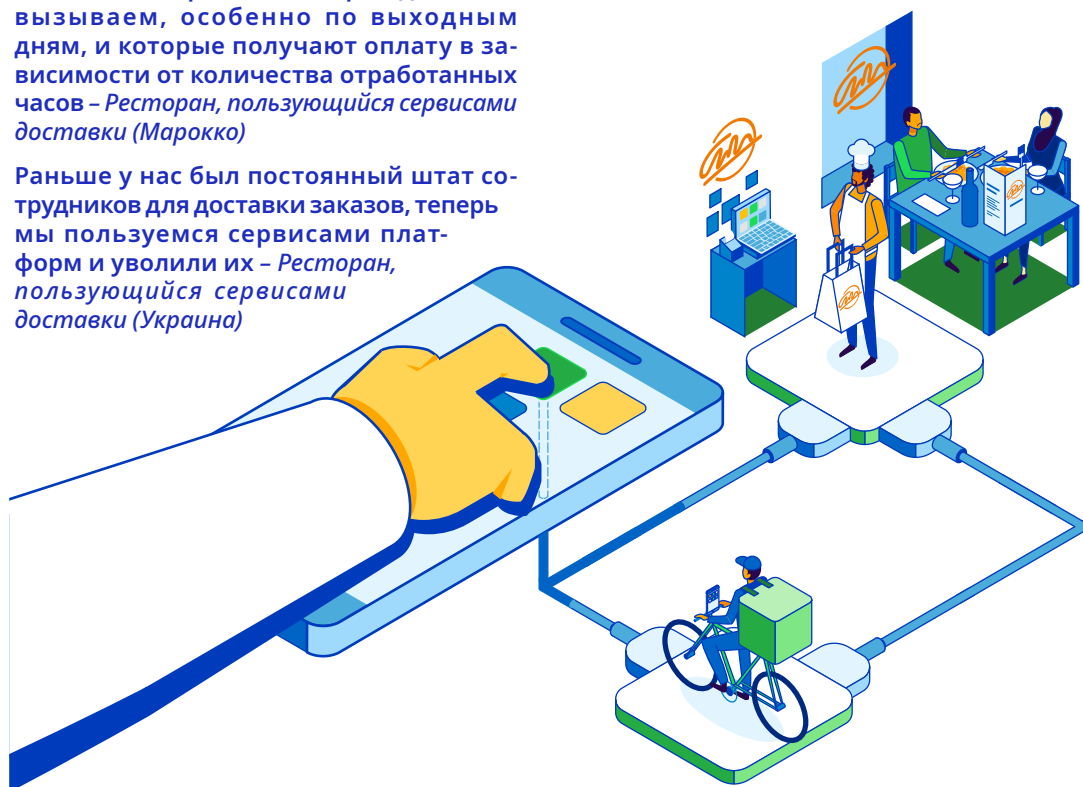 вызываем, особенно по выходным
дням, и которые получают оплату в за-
висимости от количества отработанных
часов – Ресторан, пользующийся сервисами
доставки (Марокко)
Раньше у нас был постоянный штат со-
трудников для доставки заказов, теперь
мы пользуемся сервисами плат-
форм и уволили их – Ресторан,
пользующийся сервисами
доставки (Украина)